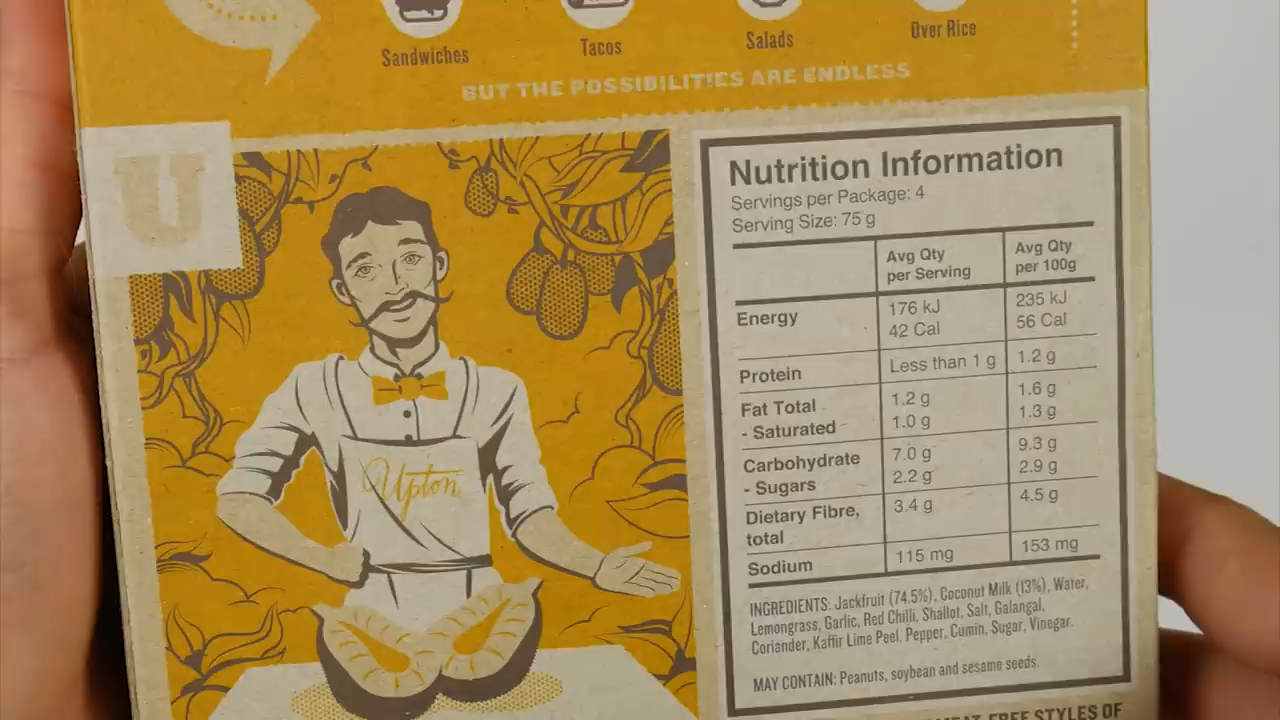 Sandwiches
Tacos
Salads
Over Rice
BUT THE POSSIBILITIES ARE ENDLESS
U
Upton
Nutrition Information
Servings per Package: 4
Serving Size: 75 g
Avg Qty per Serving
Avg Qty per 100g
Energy 176 kJ 235 kJ
42 Cal 56 Cal
Protein Less than 1 g 1.2 g
Fat Total 1.2 g 1.6 g
- Saturated 1.0 g 1.3 g
Carbohydrate 7.0 g 9.3 g
- Sugars 2.2 g 2.9 g
Dietary Fibre, 3.4 g 4.5 g
total
Sodium 115 mg 153 mg
INGREDIENTS: Jackfruit (74.5%), Coconut Milk (13%), Water,
Lemongrass, Garlic, Red Chilli, Shallot, Salt, Galangal,
Coriander, Kaffir Lime Peel, Pepper, Cumin, Sugar, Vinegar.
MAY CONTAIN: Peanuts, soybean and sesame seeds.
FREE STYLES OF